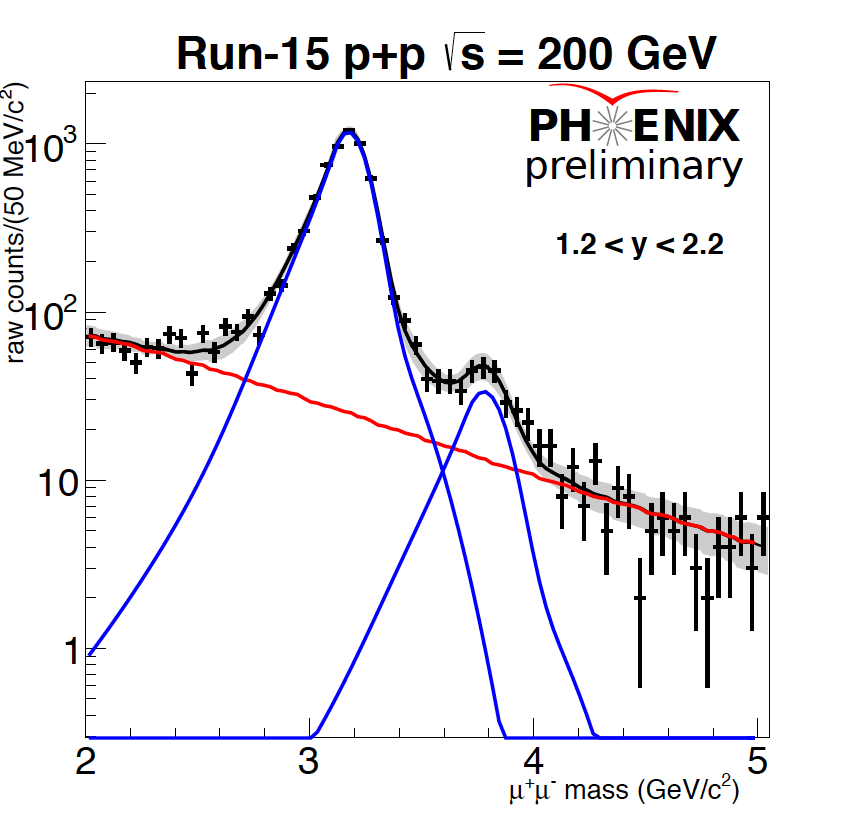 Run-15 p+p √s = 200 GeV
PHENIX
preliminary
1.2 < y < 2.2
raw counts/(50 MeV/c²)
10³
10²
10
1
2 3 4 5
μ⁺μ⁻ mass (GeV/c²)